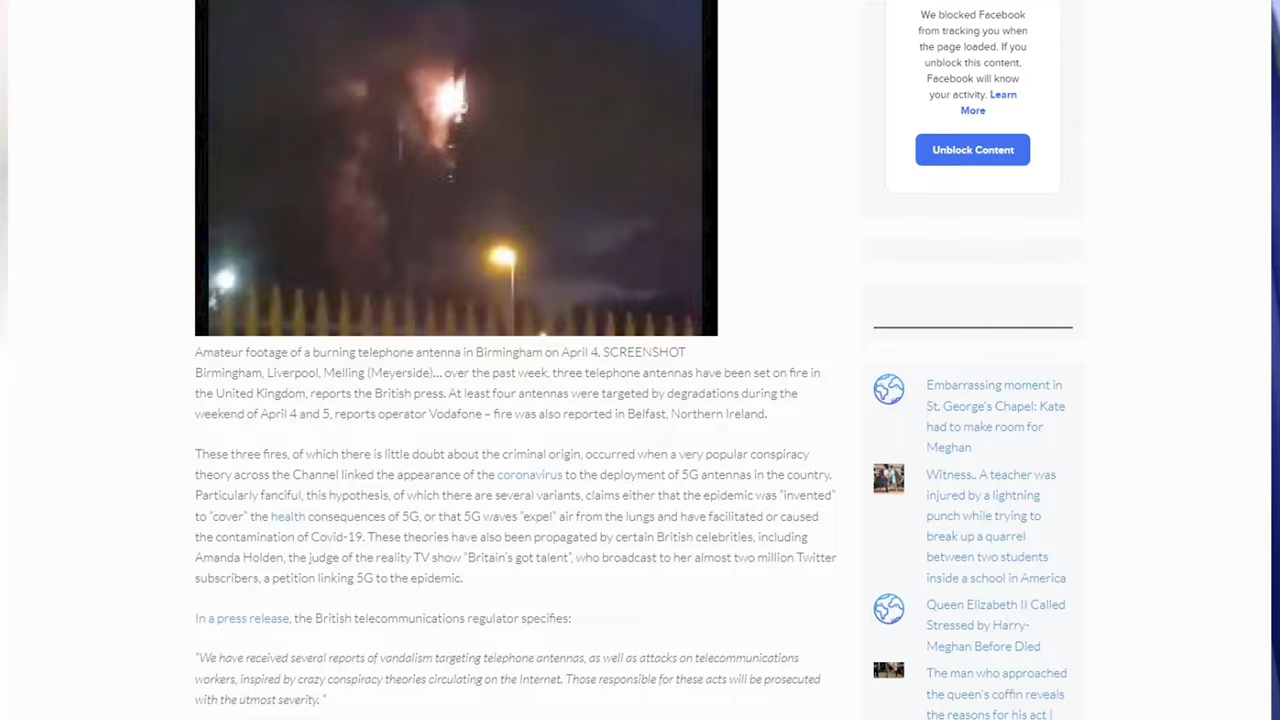 Amateur footage of a burning telephone antenna in Birmingham on April 4. SCREENSHOT
Birmingham, Liverpool, Melling (Meyerside)... over the past week, three telephone antennas have been set on fire in
the United Kingdom, reports the British press. At least four antennas were targeted by degradations during the
weekend of April 4 and 5, reports operator Vodafone – fire was also reported in Belfast, Northern Ireland.
These three fires, of which there is little doubt about the criminal origin, occurred when a very popular conspiracy
theory across the Channel linked the appearance of the coronavirus to the deployment of 5G antennas in the country.
Particularly fanciful, this hypothesis, of which there are several variants, claims either that the epidemic was "invented"
to "cover" the health consequences of 5G, or that 5G waves "expel" air from the lungs and have facilitated or caused
the contamination of Covid-19. These theories have also been propagated by certain British celebrities, including
Amanda Holden, the judge of the reality TV show "Britain's got talent", who broadcast to her almost two million Twitter
subscribers, a petition linking 5G to the epidemic.
In a press release, the British telecommunications regulator specifies:
"We have received several reports of vandalism targeting telephone antennas, as well as attacks on telecommunications
workers, inspired by crazy conspiracy theories circulating on the Internet. Those responsible for these acts will be prosecuted
with the utmost severity. "
We blocked Facebook
from tracking you when
the page loaded. If you
unblock this content,
Facebook will know
your activity. Learn
More
Unblock Content
Embarrassing moment in
St. George's Chapel: Kate
had to make room for
Meghan
Witness.. A teacher was
injured by a lightning
punch while trying to
break up a quarrel
between two students
inside a school in America
Queen Elizabeth II Called
Stressed by Harry-
Meghan Before Died
The man who approached
the queen's coffin reveals
the reasons for his act |